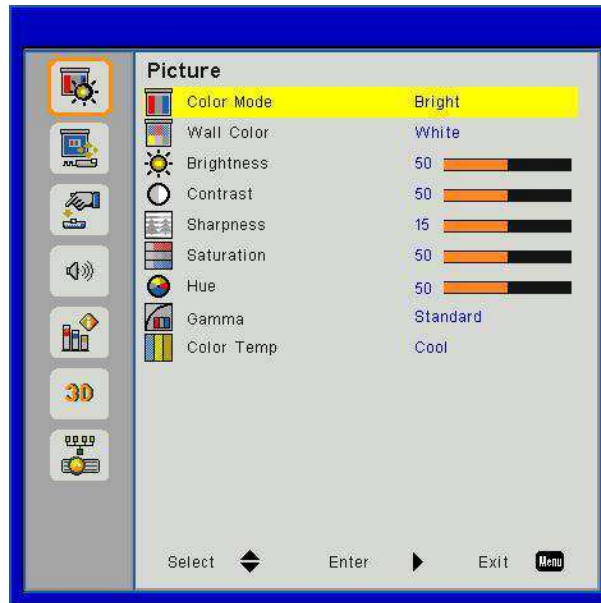 Picture
Color Mode Bright
Wall Color White
Brightness 50
Contrast 50
Sharpness 15
Saturation 50
Hue 50
Gamma Standard
Color Temp Cool
3D
Select Enter Exit Menu